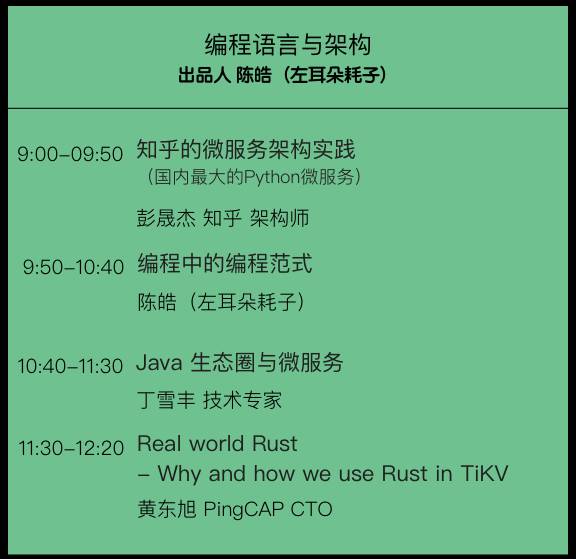 编程语言与架构
出品人 陈皓（左耳朵耗子）
9:00-09:50 知乎的微服务架构实践
（国内最大的Python微服务）
彭晟杰 知乎 架构师
9:50-10:40 编程中的编程范式
陈皓（左耳朵耗子）
10:40-11:30 Java 生态圈与微服务
丁雪丰 技术专家
11:30-12:20 Real world Rust
- Why and how we use Rust in TiKV
黄东旭 PingCAP CTO